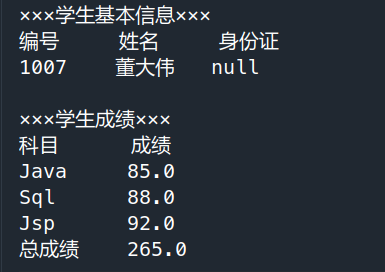 ×××学生基本信息×××
编号 姓名 身份证
1007 董大伟 null
×××学生成绩×××
科目 成绩
Java 85.0
Sql 88.0
Jsp 92.0
总成绩 265.0